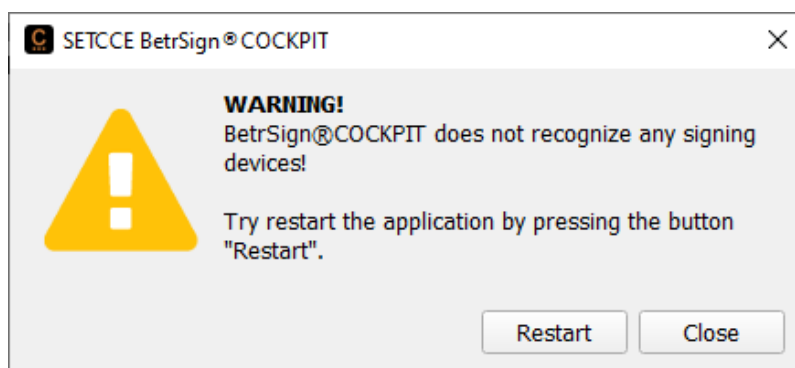 SETCCE BetrSign®COCKPIT
WARNING!
BetrSign®COCKPIT does not recognize any signing
devices!
Try restart the application by pressing the button
"Restart".
Restart
Close